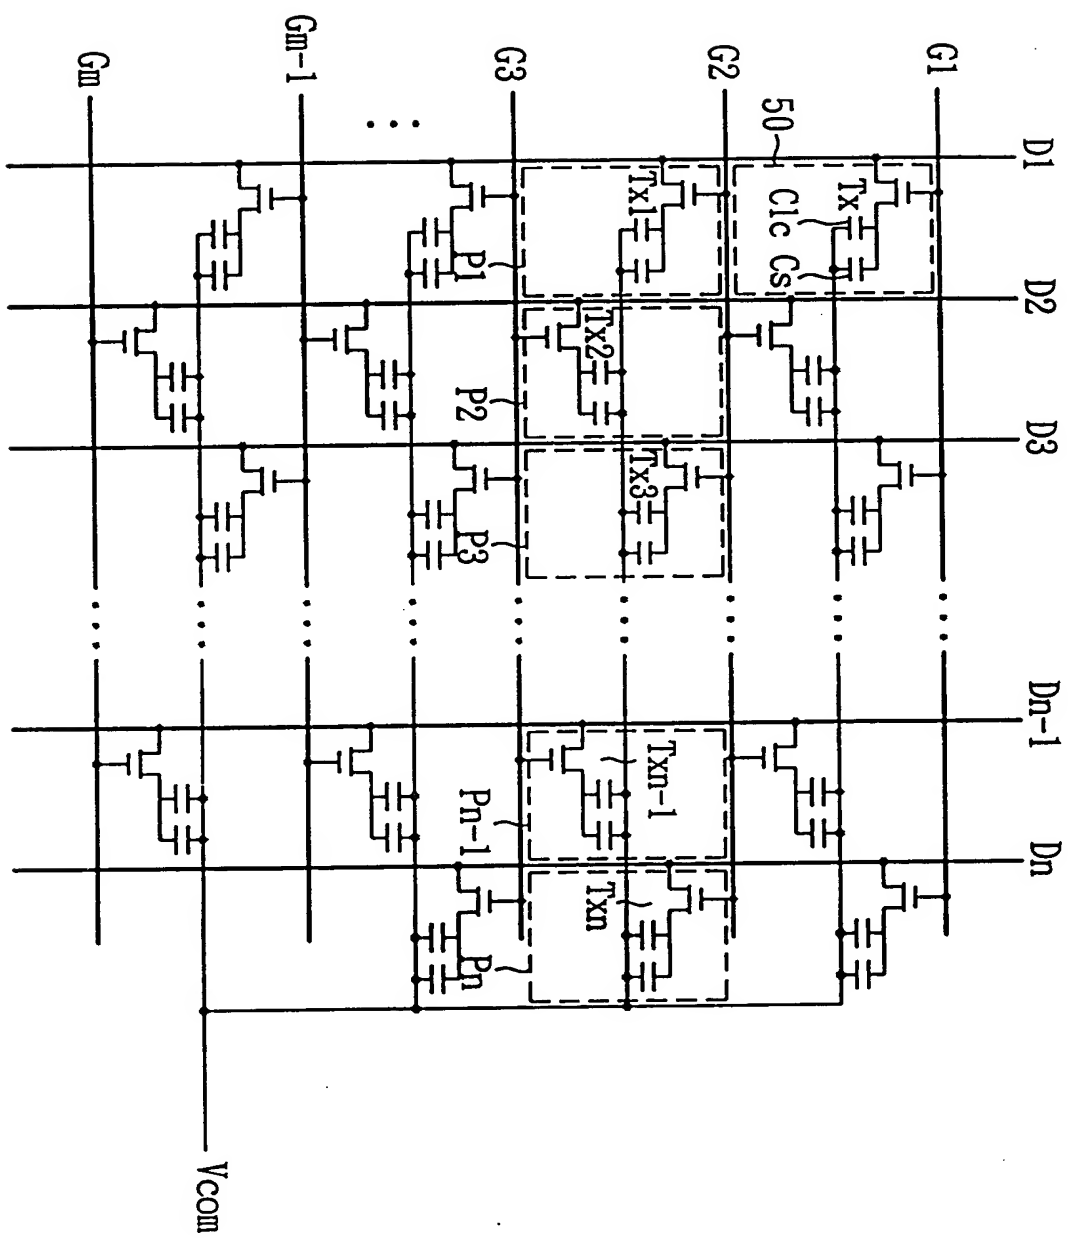 D1
D2
D3
Dn-1
Dn
G1
50
Tx
Clc
Cs
G2
Tx1
P1
Tx2
P2
Tx3
P3
Txn-1
Pn-1
Txn
Pn
G3
...
Gm-1
Gm
Vcom